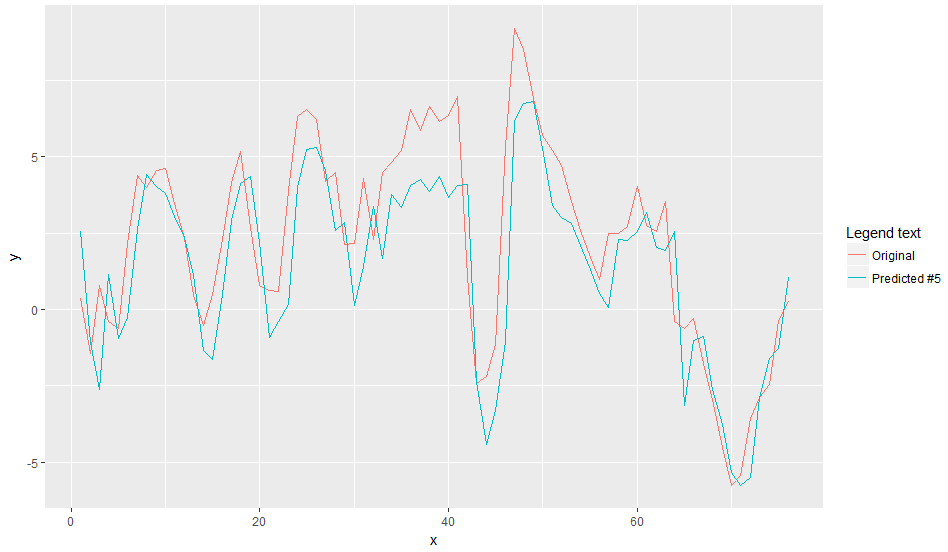 5
0
-5
y
0
20
40
60
x
Legend text
Original
Predicted #5